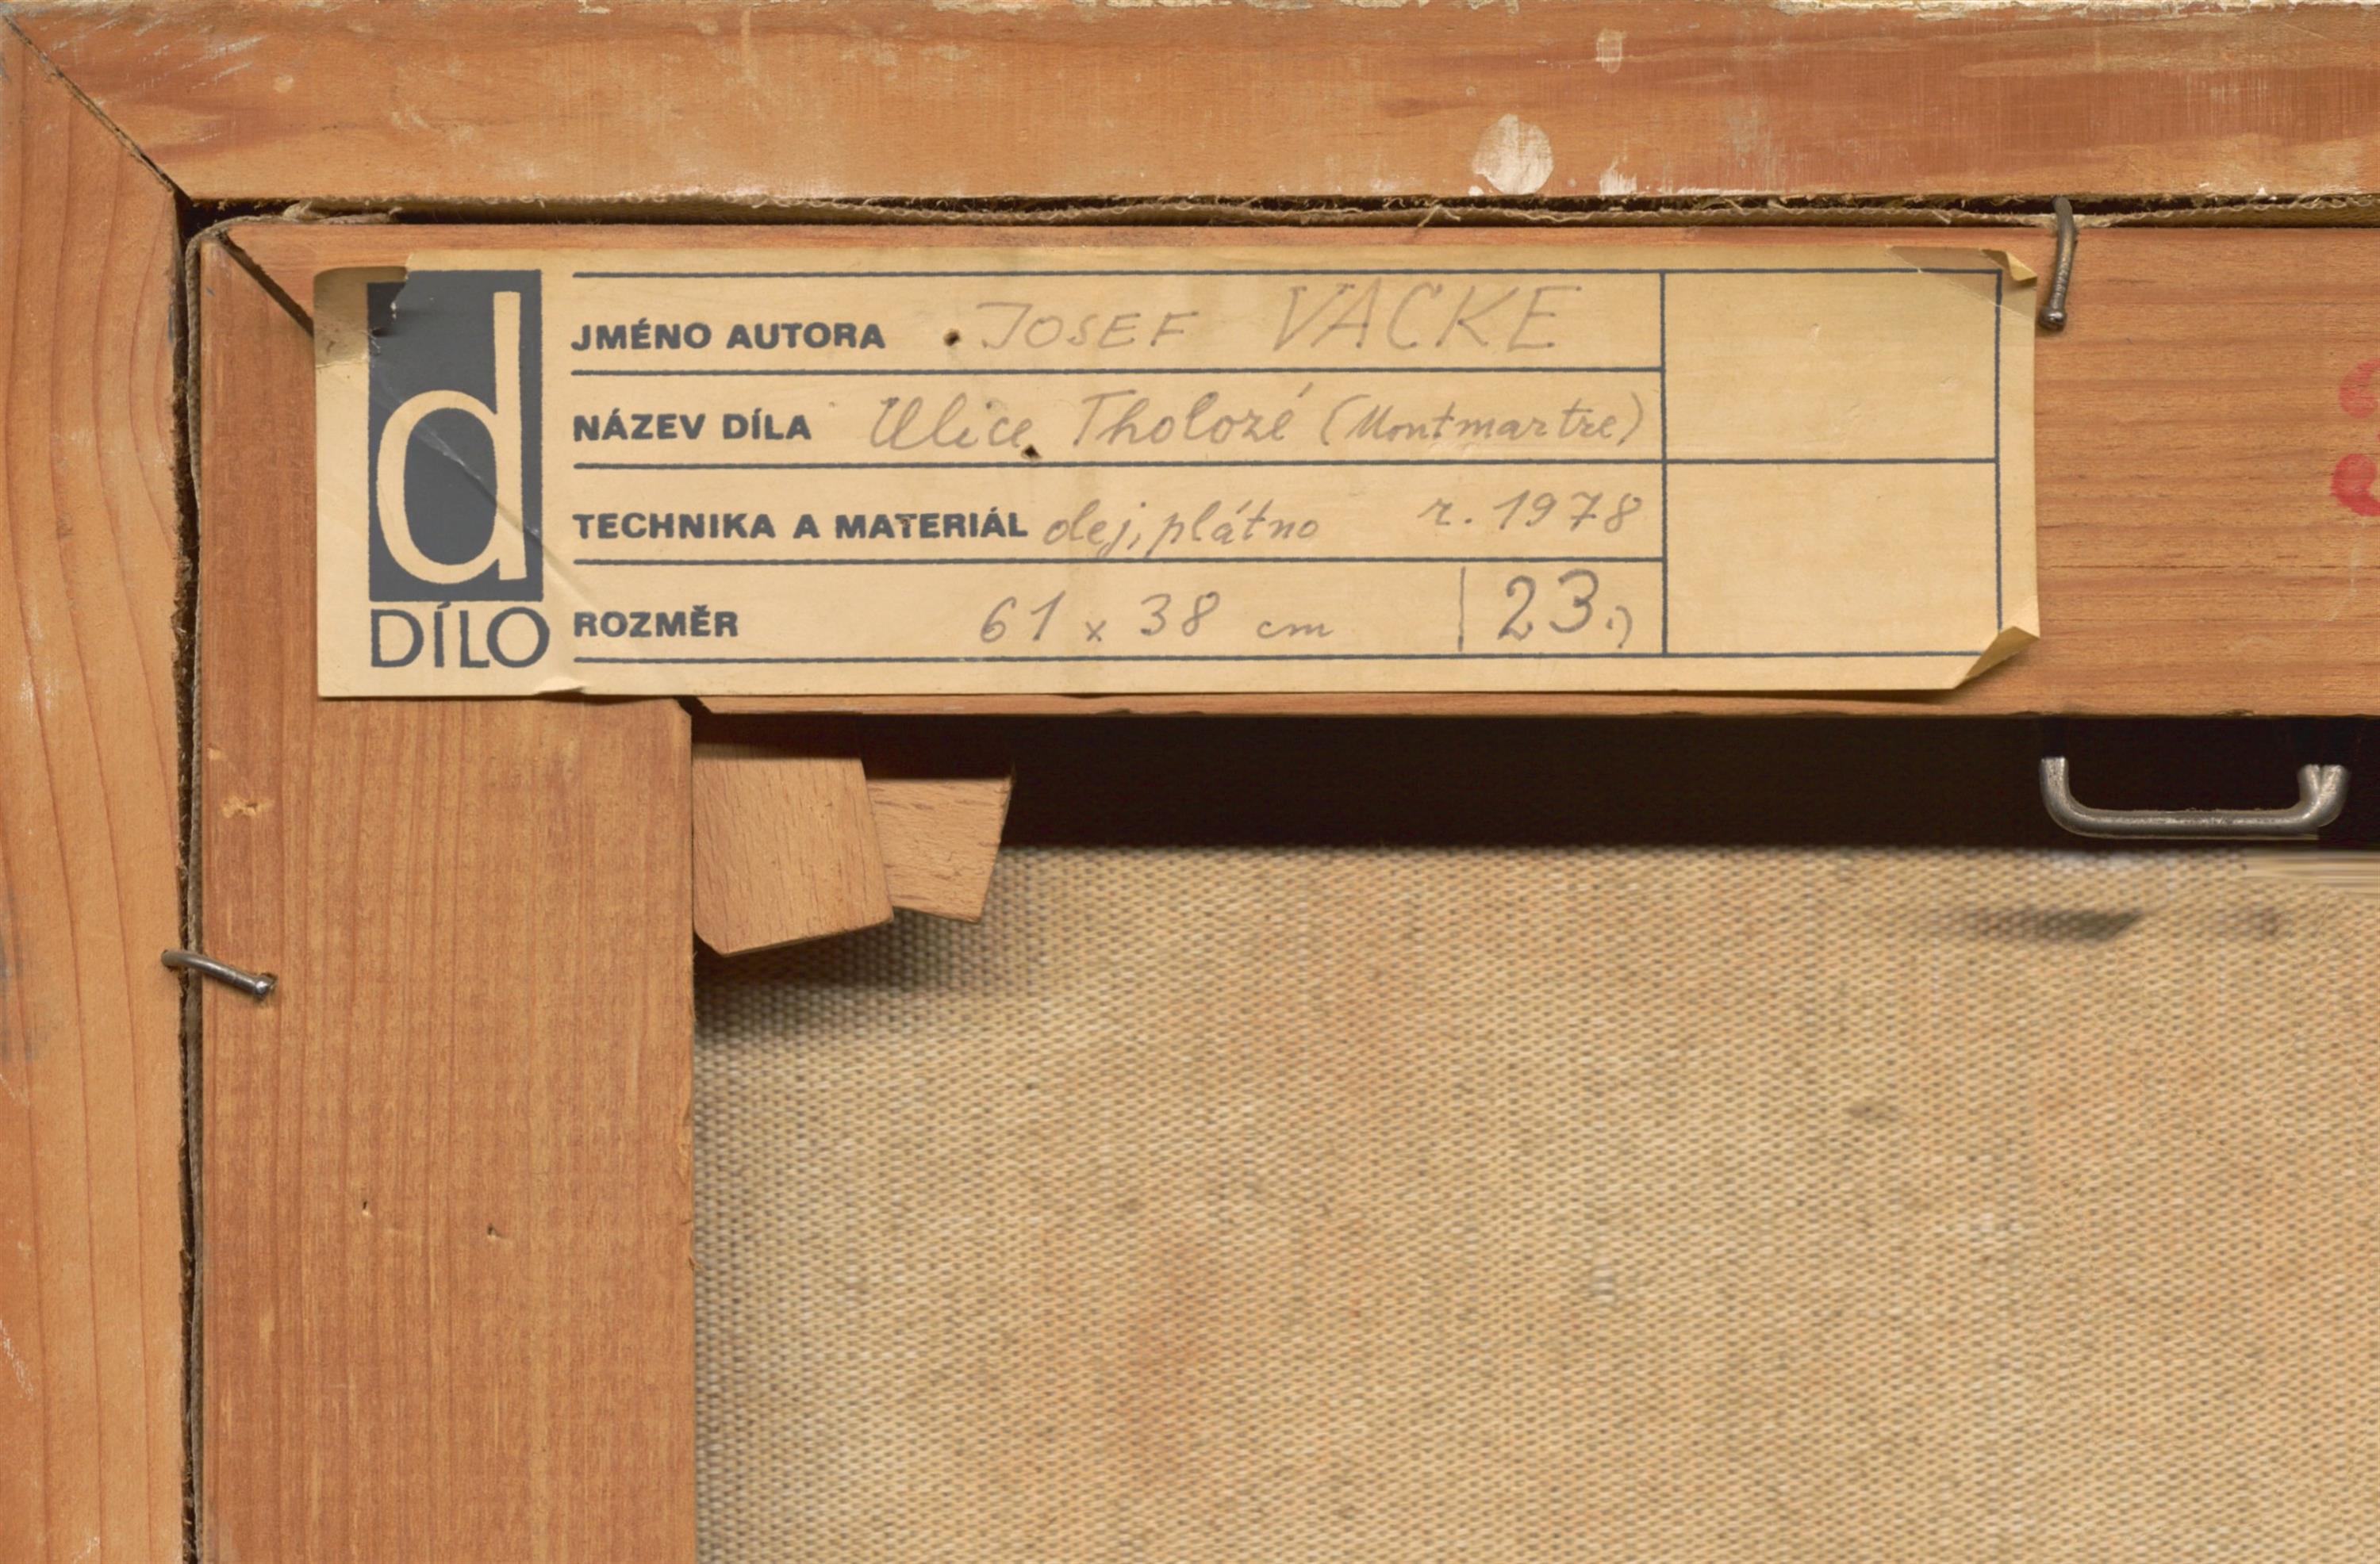 d
DÍLO
JMÉNO AUTORA JOSEF VACKE
NÁZEV DÍLA Ulice Tholozé (Montmartre)
TECHNIKA A MATERIÁL olej, plátno r. 1978
ROZMĚR 61 x 38 cm 23.)